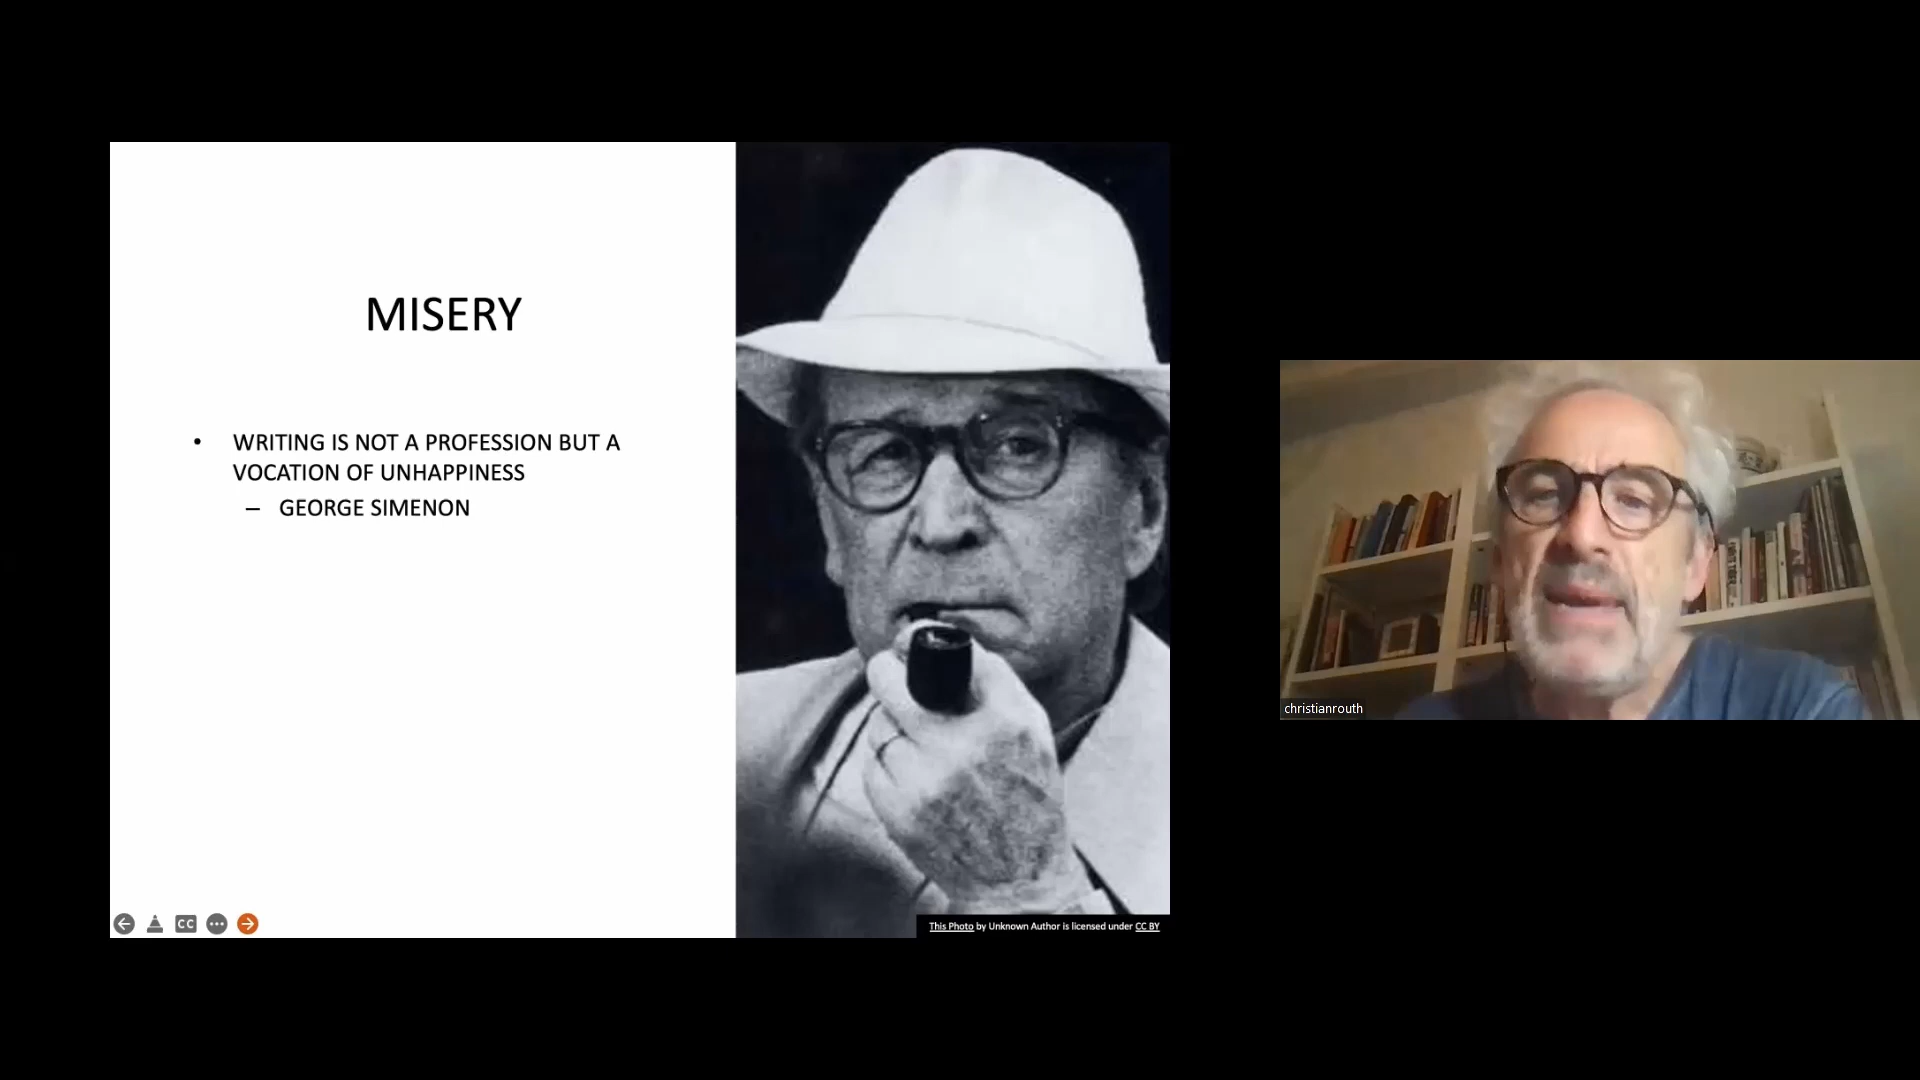 MISERY
• WRITING IS NOT A PROFESSION BUT A
VOCATION OF UNHAPPINESS
– GEORGE SIMENON
CC
This Photo by Unknown Author is licensed under CC BY
christianrouth